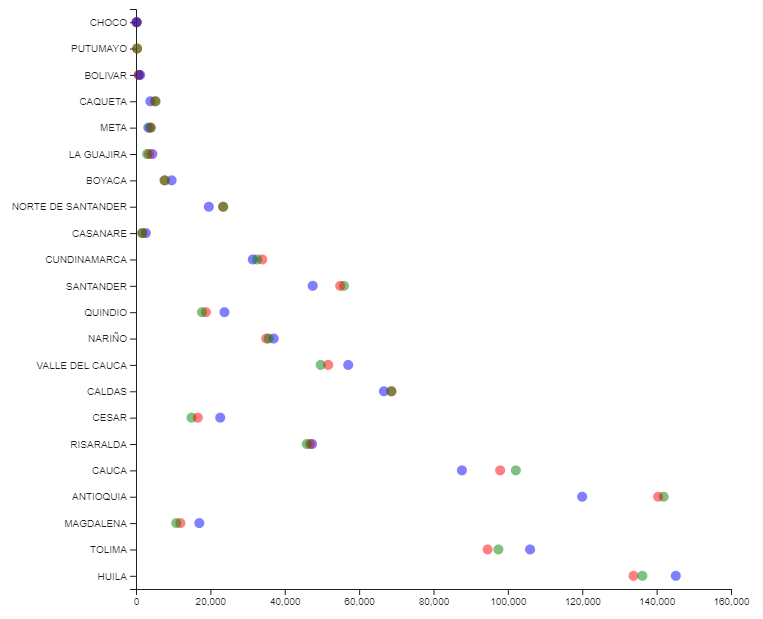 CHOCO
PUTUMAYO
BOLIVAR
CAQUETA
META
LA GUAJIRA
BOYACA
NORTE DE SANTANDER
CASANARE
CUNDINAMARCA
SANTANDER
QUINDIO
NARIÑO
VALLE DEL CAUCA
CALDAS
CESAR
RISARALDA
CAUCA
ANTIOQUIA
MAGDALENA
TOLIMA
HUILA
0 20,000 40,000 60,000 80,000 100,000 120,000 140,000 160,000